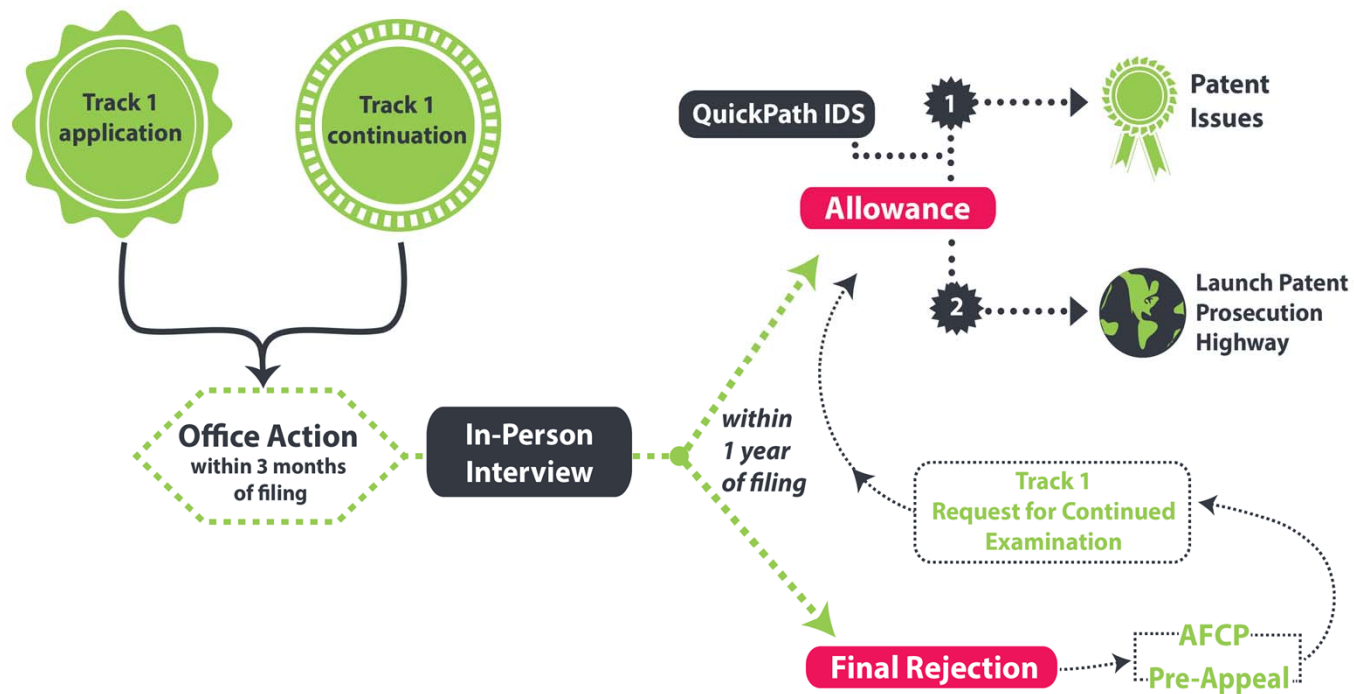 Track 1
application
Track 1
continuation
Office Action
within 3 months
of filing
In-Person
Interview
within
1 year
of filing
QuickPath IDS
Allowance
1
Patent
Issues
2
Launch Patent
Prosecution
Highway
Track 1
Request for Continued
Examination
Final Rejection
AFCP
Pre-Appeal